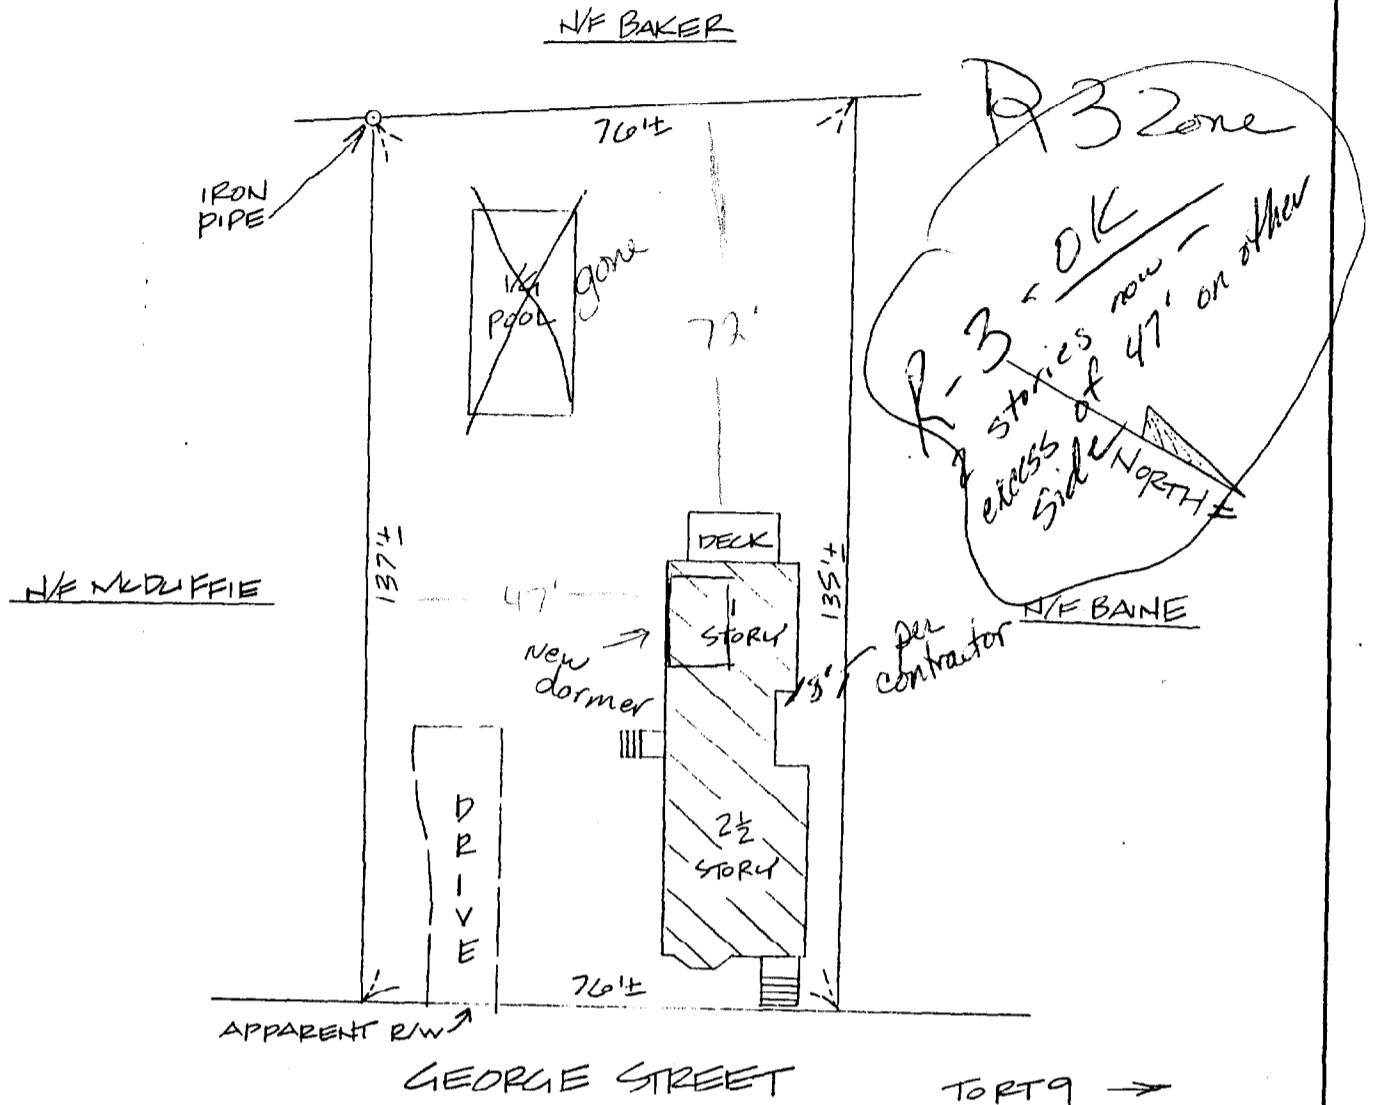 N/F BAKER
76'±
IRON
PIPE
R3 Zone
I/G
POOL
gone
72'
R-3 - OK
2 stories now -
excess of 47' on other
side
NORTH
137'±
DECK
135'±
N/F McDUFFIE
47'
1
STORY
New
dormer
8'
per
contractor
N/F BAINE
DRIVE
2½
STORY
76'±
APPARENT R/W
GEORGE STREET
TO RT 9